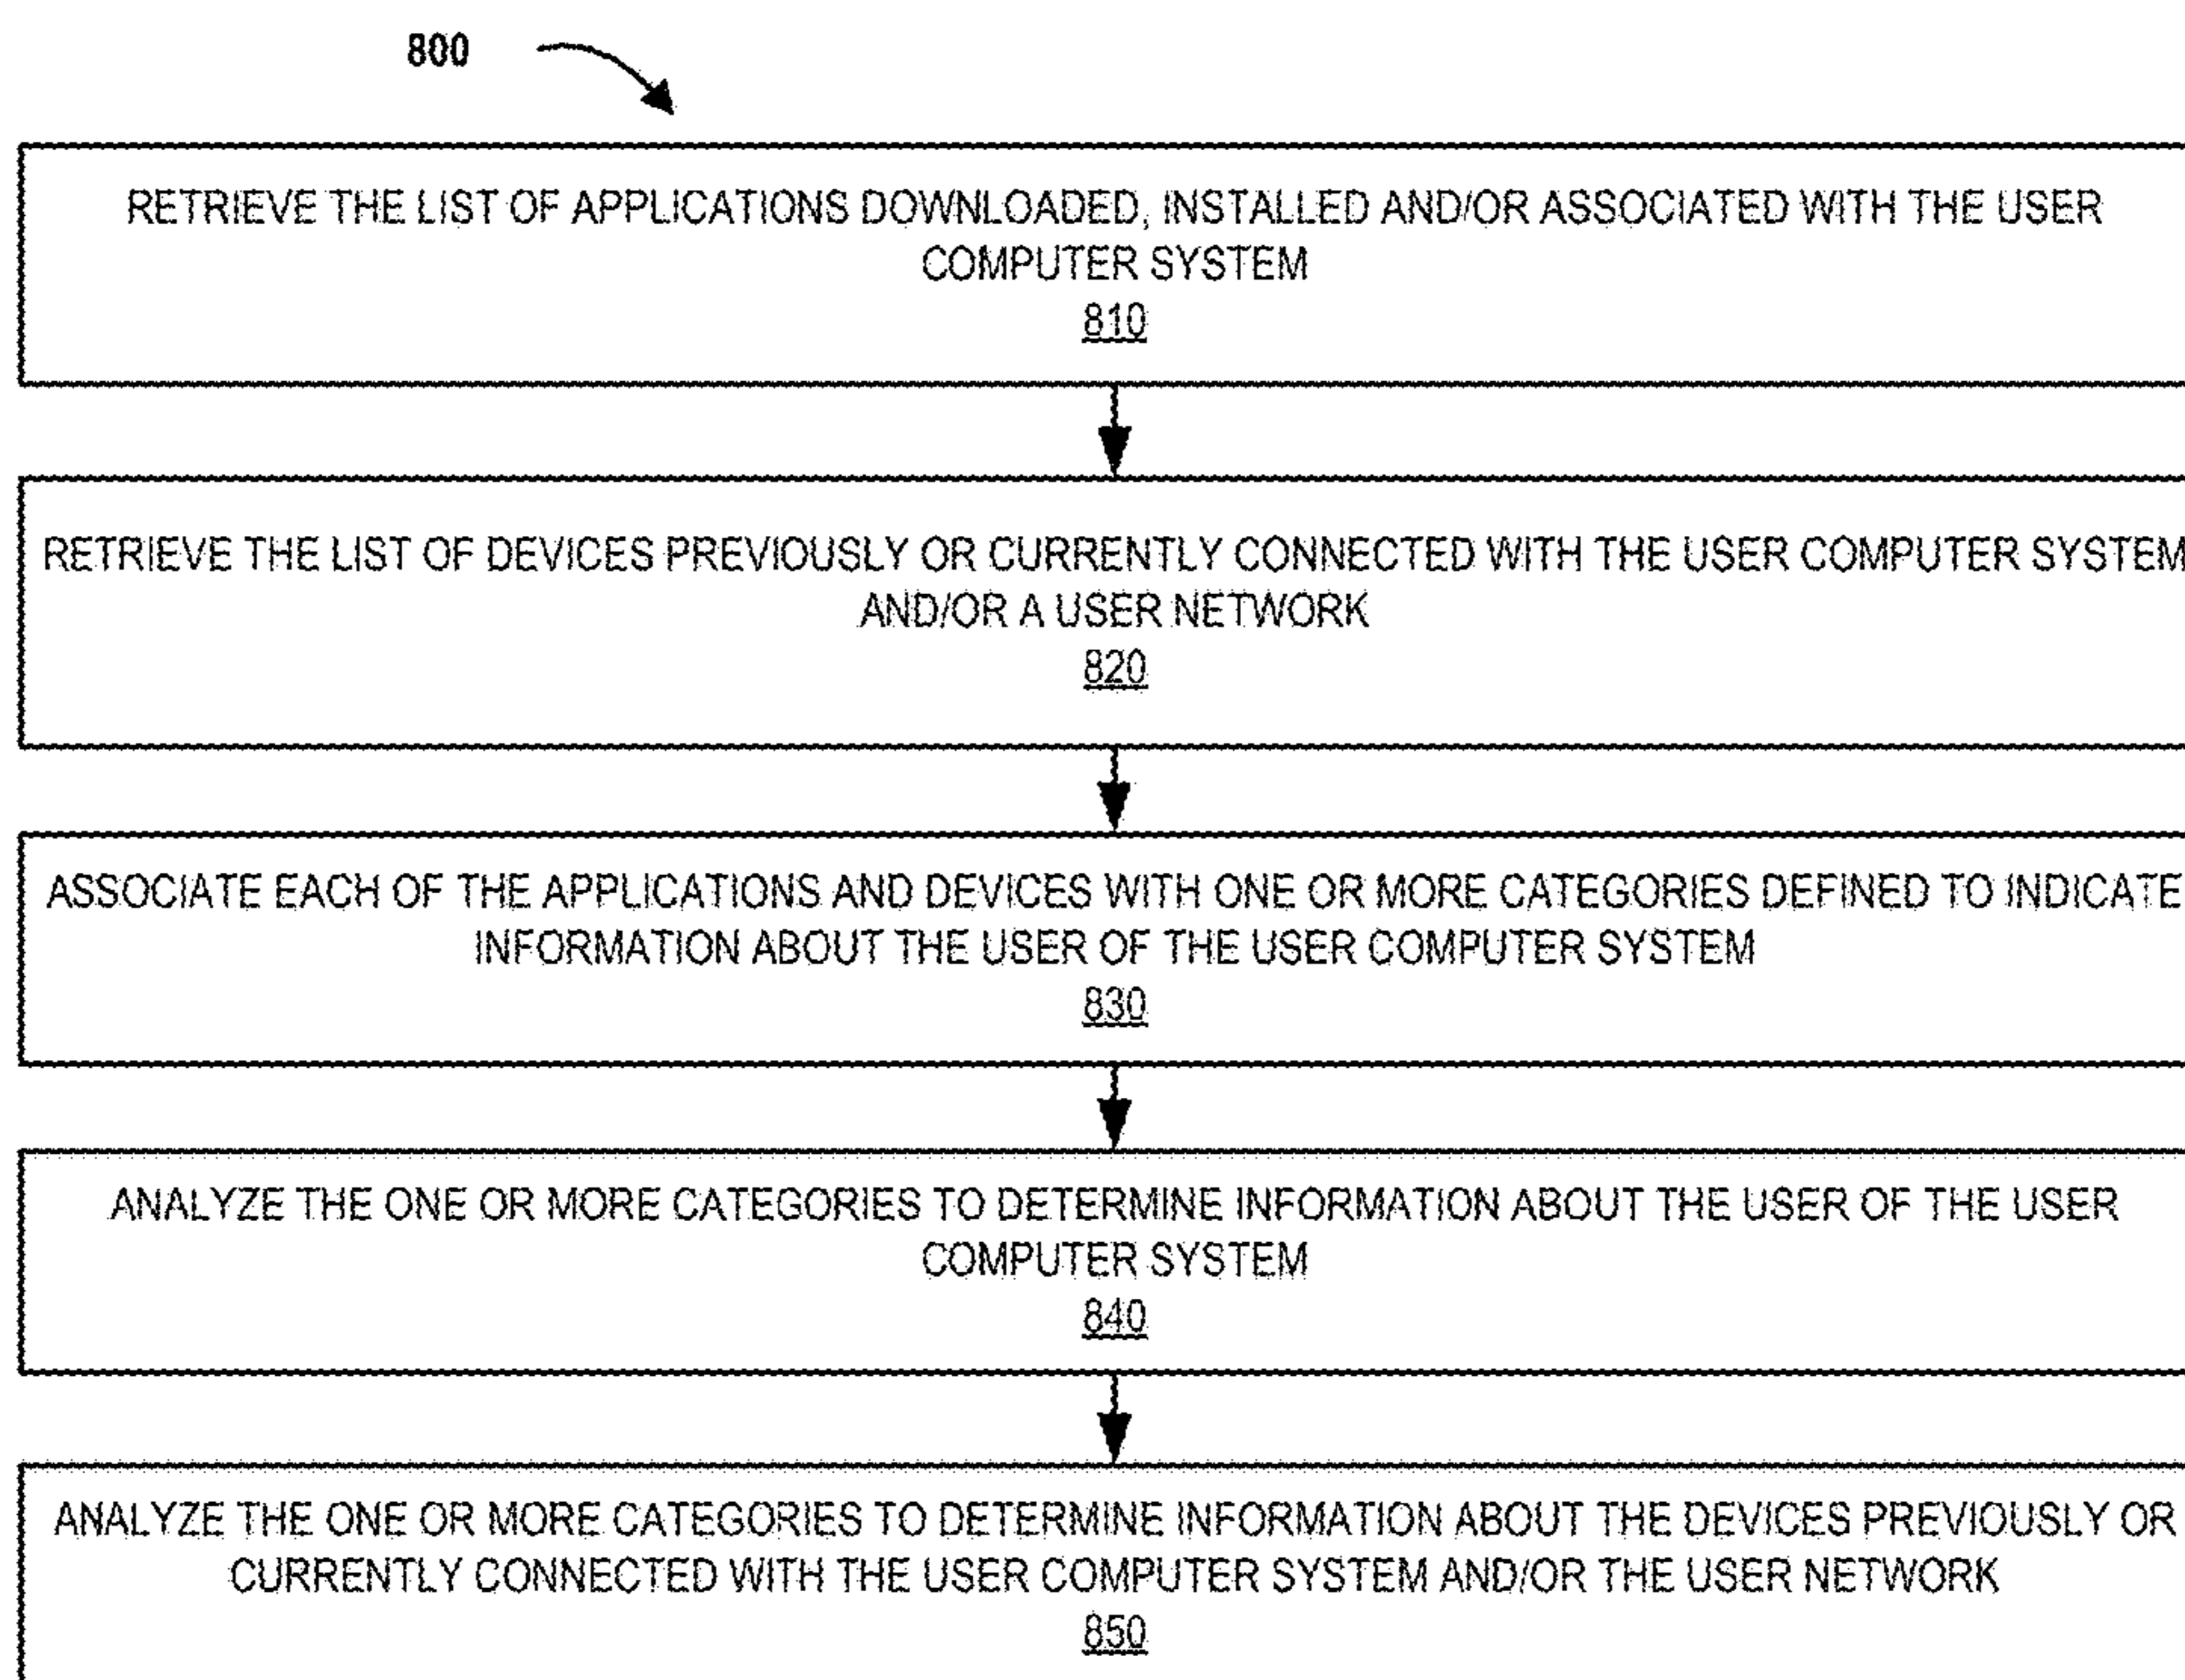 800
RETRIEVE THE LIST OF APPLICATIONS DOWNLOADED, INSTALLED AND/OR ASSOCIATED WITH THE USER
COMPUTER SYSTEM
810
RETRIEVE THE LIST OF DEVICES PREVIOUSLY OR CURRENTLY CONNECTED WITH THE USER COMPUTER SYSTEM
AND/OR A USER NETWORK
820
ASSOCIATE EACH OF THE APPLICATIONS AND DEVICES WITH ONE OR MORE CATEGORIES DEFINED TO INDICATE
INFORMATION ABOUT THE USER OF THE USER COMPUTER SYSTEM
830
ANALYZE THE ONE OR MORE CATEGORIES TO DETERMINE INFORMATION ABOUT THE USER OF THE USER
COMPUTER SYSTEM
840
ANALYZE THE ONE OR MORE CATEGORIES TO DETERMINE INFORMATION ABOUT THE DEVICES PREVIOUSLY OR
CURRENTLY CONNECTED WITH THE USER COMPUTER SYSTEM AND/OR THE USER NETWORK
850